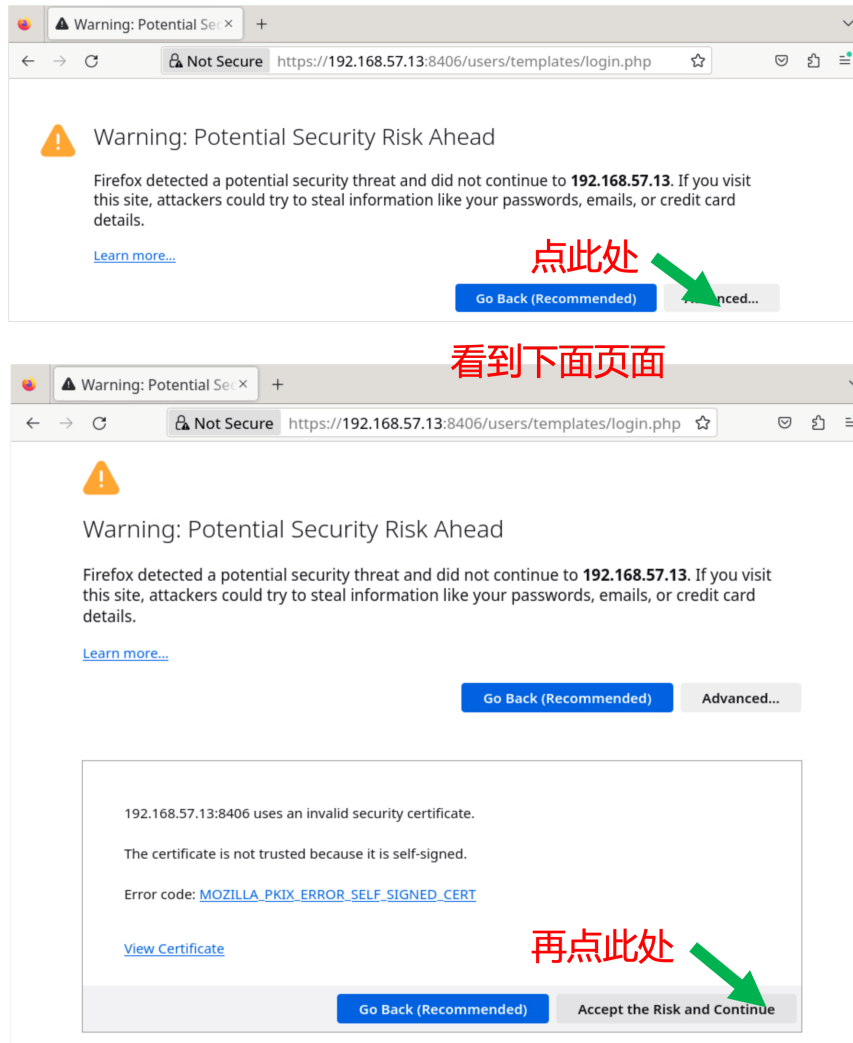 Warning: Potential Sec
Not Secure https://192.168.57.13:8406/users/templates/login.php
Warning: Potential Security Risk Ahead
Firefox detected a potential security threat and did not continue to 192.168.57.13. If you visit
this site, attackers could try to steal information like your passwords, emails, or credit card
details.
Learn more...
点此处
Go Back (Recommended)
看到下面页面
Warning: Potential Sec
Not Secure https://192.168.57.13:8406/users/templates/login.php
Warning: Potential Security Risk Ahead
Firefox detected a potential security threat and did not continue to 192.168.57.13. If you visit
this site, attackers could try to steal information like your passwords, emails, or credit card
details.
Learn more...
Go Back (Recommended) Advanced...
192.168.57.13:8406 uses an invalid security certificate.
The certificate is not trusted because it is self-signed.
Error code: MOZILLA_PKIX_ERROR_SELF_SIGNED_CERT
View Certificate
再点此处
Go Back (Recommended) Accept the Risk and Continue